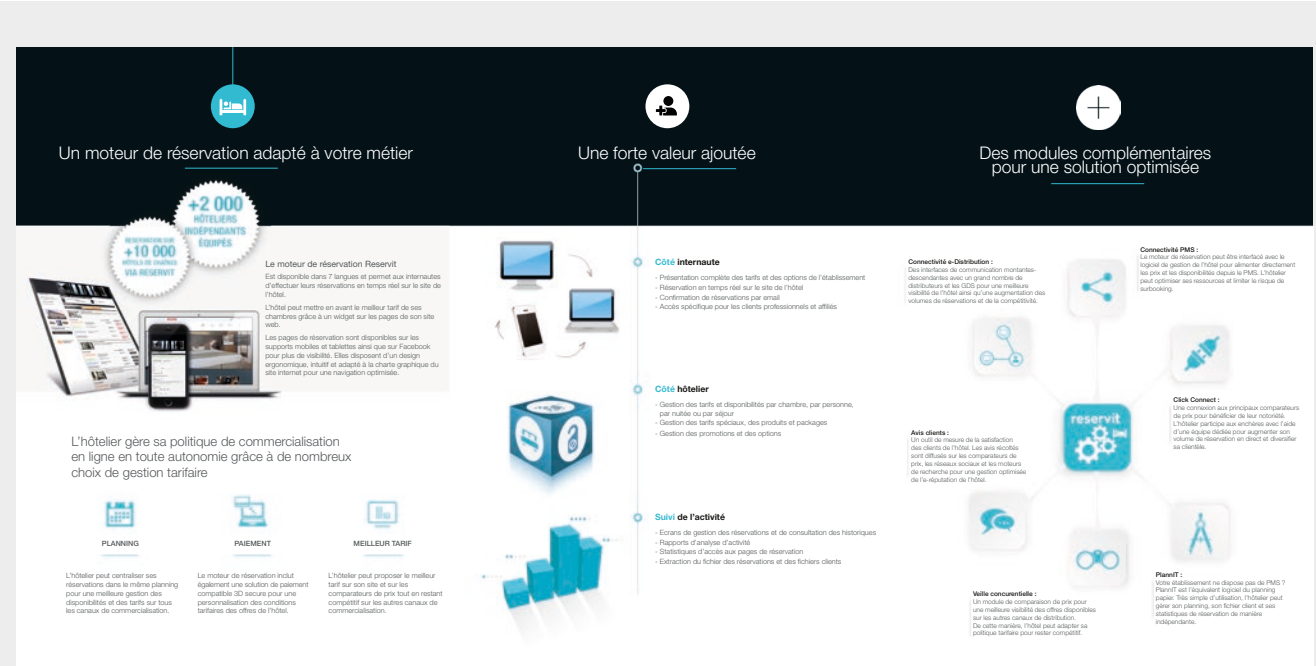 Un moteur de réservation adapté à votre métier
+2 000
HÔTELIERS
INDÉPENDANTS
ÉQUIPÉS
RÉSERVATION SUR
+10 000
HÔTELS DE CHAÎNES
VIA RESERVIT
Le moteur de réservation Reservit
Est disponible dans 7 langues et permet aux internautes
d'effectuer leurs réservations en temps réel sur le site de
l'hôtel.
L'hôtel peut mettre en avant le meilleur tarif de ses
chambres grâce à un widget sur les pages de son site
web.
Les pages de réservation sont disponibles sur les
supports mobiles et tablettes ainsi que sur Facebook
pour plus de visibilité. Elles disposent d'un design
ergonomique, intuitif et adapté à la charte graphique du
site internet pour une navigation optimisée.
L'hôtelier gère sa politique de commercialisation
en ligne en toute autonomie grâce à de nombreux
choix de gestion tarifaire
PLANNING
L'hôtelier peut centraliser ses
réservations dans le même planning
pour une meilleure gestion des
disponibilités et des tarifs sur tous
les canaux de commercialisation.
PAIEMENT
Le moteur de réservation inclut
également une solution de paiement
compatible 3D secure pour une
personnalisation des conditions
tarifaires des offres de l'hôtel.
MEILLEUR TARIF
L'hôtelier peut proposer le meilleur
tarif sur son site et sur les
comparateurs de prix tout en restant
compétitif sur les autres canaux de
commercialisation.
Une forte valeur ajoutée
Côté internaute
- Présentation complète des tarifs et des options de l'établissement
- Réservation en temps réel sur le site de l'hôtel
- Confirmation de réservations par email
- Accès spécifique pour les clients professionnels et affiliés
Côté hôtelier
- Gestion des tarifs et disponibilités par chambre, par personne,
par nuitée ou par séjour
- Gestion des tarifs spéciaux, des produits et packages
- Gestion des promotions et des options
Suivi de l'activité
- Ecrans de gestion des réservations et de consultation des historiques
- Rapports d'analyse d'activité
- Statistiques d'accès aux pages de réservation
- Extraction du fichier des réservations et des fichiers clients
Des modules complémentaires
pour une solution optimisée
Connectivité e-Distribution :
Des interfaces de communication montantes-
descendantes avec un grand nombre de
distributeurs et les GDS pour une meilleure
visibilité de l'hôtel ainsi qu'une augmentation des
volumes de réservations et de la compétitivité.
Connectivité PMS :
Le moteur de réservation peut être interfacé avec le
logiciel de gestion de l'hôtel pour alimenter directement
les prix et les disponibilités depuis le PMS. L'hôtelier
peut optimiser ses ressources et limiter la reque de
surbooking.
Click Connect :
Une connexion aux principaux comparateurs
de prix pour bénéficier de leur notoriété.
L'hôtelier participe aux enchères avec l'aide
d'une équipe dédiée pour augmenter son
volume de réservation en direct et diversifier
sa clientèle.
reservit
Avis clients :
Un outil de mesure de la satisfaction
des clients de l'hôtel. Les avis récoltés
sont diffusés sur les comparateurs de
prix, les réseaux sociaux et les moteurs
de recherche pour une gestion optimisée
de l'e-réputation de l'hôtel.
PlannIT :
Votre établissement ne dispose pas de PMS ?
PlannIT est l'équivalent logiciel du planning
papier. Très simple d'utilisation, l'hôtelier peut
gérer son planning, son fichier client et ses
statistiques de réservation de manière
indépendante.
Veille concurentielle :
Un module de comparaison de prix pour
une meilleure visibilité des offres disponibles
sur les autres canaux de distribution.
De cette manière, l'hôtel peut adapter sa
politique tarifaire pour rester compétitif.